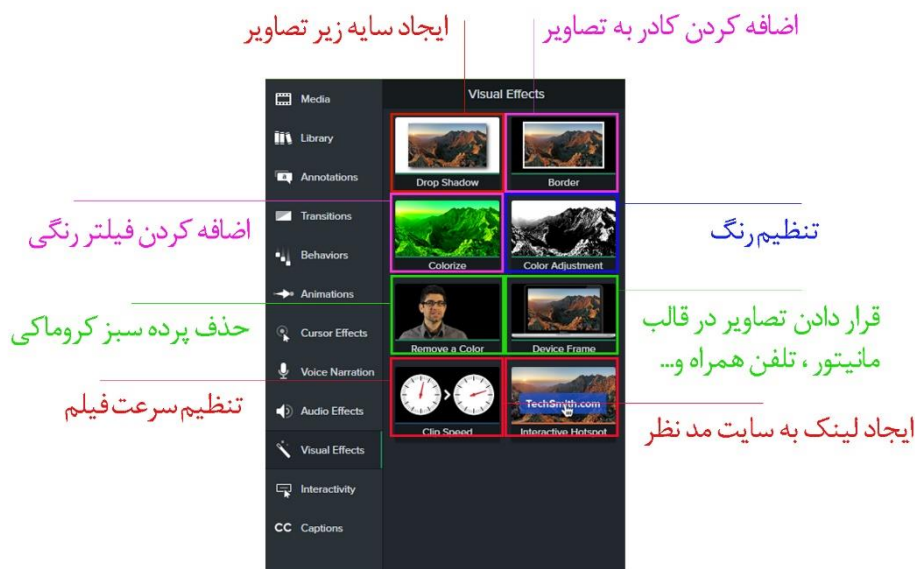 اضافه کردن کادر به تصاویر
ایجاد سایه زیر تصاویر
Visual Effects
Media
Library
Annotations
Transitions
Behaviors
Animations
Cursor Effects
Voice Narration
Audio Effects
Visual Effects
Interactivity
CC Captions
Drop Shadow
Border
Colorize
Color Adjustment
Remove a Color
Device Frame
Clip Speed
TechSmith.com
Interactive Hotspot
اضافه کردن فیلتر رنگی
تنظیم رنگ
حذف پرده سبز کروماکی
قرار دادن تصاویر در قالب
مانیتور ، تلفن همراه و...
تنظیم سرعت فیلم
ایجاد لینک به سایت مد نظر